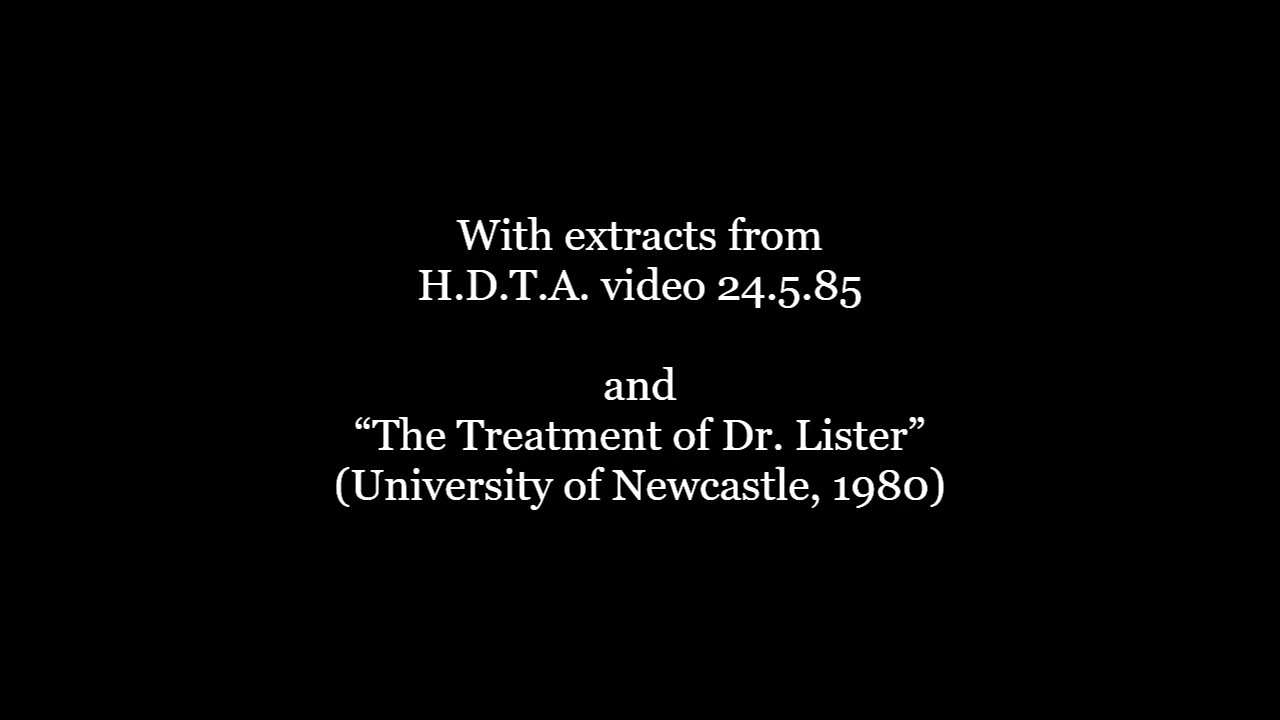 With extracts from
H.D.T.A. video 24.5.85
and
“The Treatment of Dr. Lister”
(University of Newcastle, 1980)